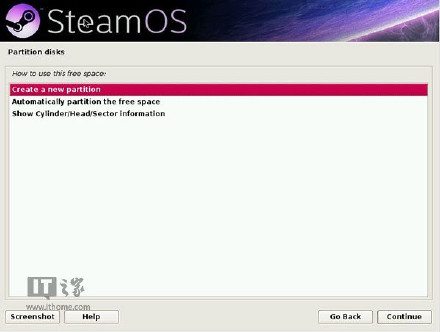 SteamOS
Partition disks
How to use this free space:
Create a new partition
Automatically partition the free space
Show Cylinder/Head/Sector information
IT之家
www.ithome.com
Screenshot
Help
Go Back
Continue